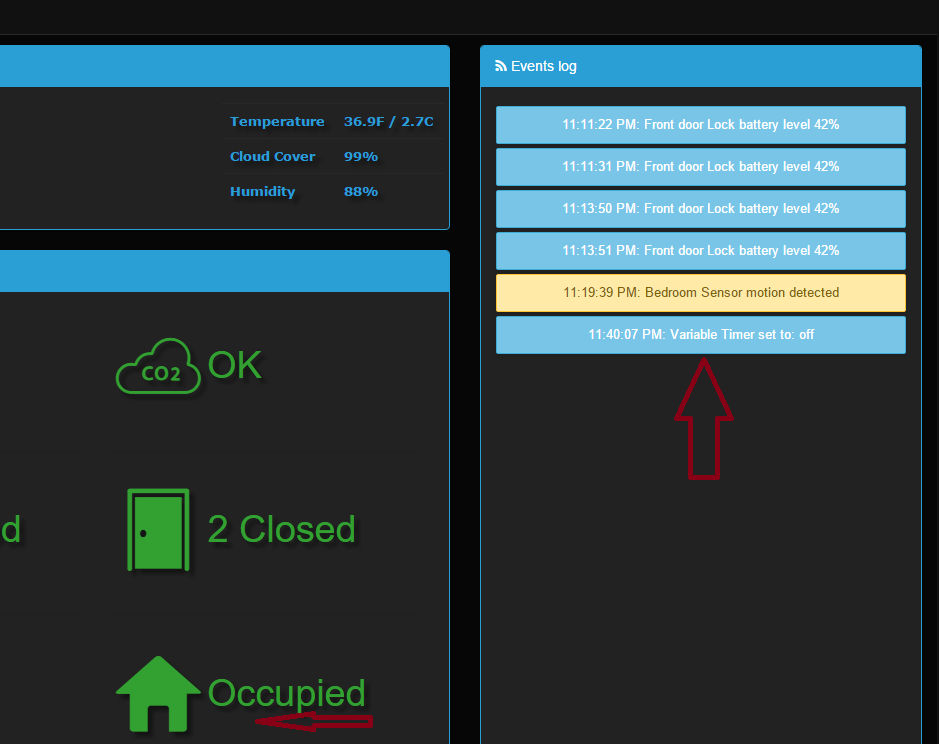 Events log
Temperature 36.9F / 2.7C
Cloud Cover 99%
Humidity 88%
11:11:22 PM: Front door Lock battery level 42%
11:11:31 PM: Front door Lock battery level 42%
11:13:50 PM: Front door Lock battery level 42%
11:13:51 PM: Front door Lock battery level 42%
11:19:39 PM: Bedroom Sensor motion detected
11:40:07 PM: Variable Timer set to: off
CO2 OK
d
2 Closed
Occupied